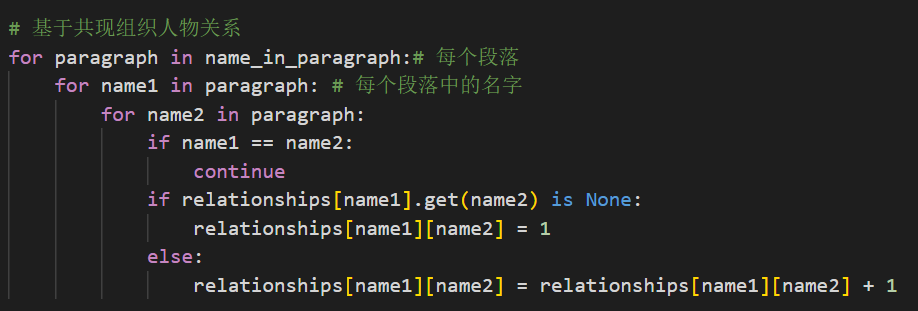 # 基于共现组织人物关系
for paragraph in name_in_paragraph:# 每个段落
    for name1 in paragraph: # 每个段落中的名字
        for name2 in paragraph:
            if name1 == name2:
                continue
            if relationships[name1].get(name2) is None:
                relationships[name1][name2] = 1
            else:
                relationships[name1][name2] = relationships[name1][name2] + 1